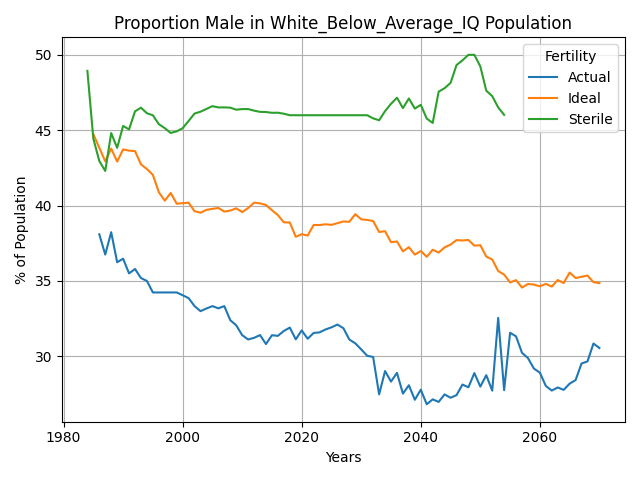 Proportion Male in White_Below_Average_IQ Population
% of Population
50
45
40
35
30
Fertility
Actual
Ideal
Sterile
1980
2000
2020
2040
2060
Years